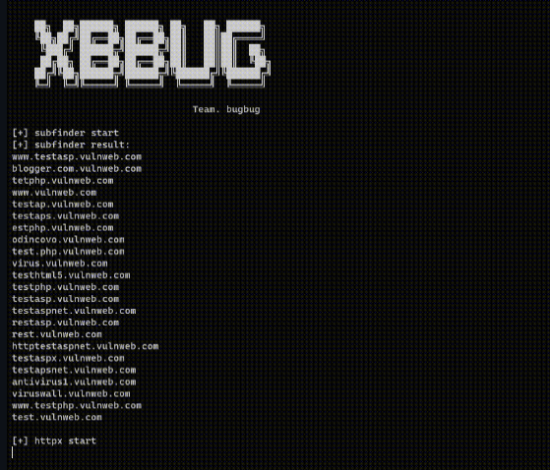 XBBUG
Team. bugbug
[+] subfinder start
[+] subfinder result:
www.testasp.vulnweb.com
blogger.com.vulnweb.com
tetphp.vulnweb.com
www.vulnweb.com
testap.vulnweb.com
testaps.vulnweb.com
estphp.vulnweb.com
odincovo.vulnweb.com
test.php.vulnweb.com
virus.vulnweb.com
testhtml5.vulnweb.com
testphp.vulnweb.com
testasp.vulnweb.com
testaspnet.vulnweb.com
restasp.vulnweb.com
rest.vulnweb.com
httptestaspnet.vulnweb.com
testaspx.vulnweb.com
testapsnet.vulnweb.com
antivirus1.vulnweb.com
viruswall.vulnweb.com
www.testphp.vulnweb.com
test.vulnweb.com
[+] httpx start